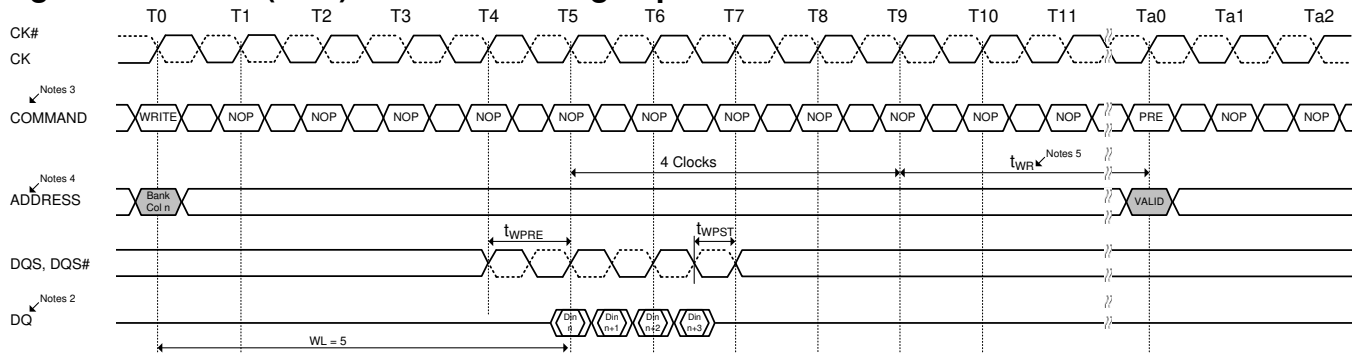 T0 T1 T2 T3 T4 T5 T6 T7 T8 T9 T10 T11 Ta0 Ta1 Ta2
CK#
CK
Notes 3
COMMAND WRITE NOP NOP NOP NOP NOP NOP NOP NOP NOP NOP NOP PRE NOP NOP
4 Clocks tWR Notes 5
Notes 4
ADDRESS Bank Col n VALID
tWPRE tWPST
DQS, DQS#
Notes 2
DQ Din n Din n+1 Din n+2 Din n+3
WL = 5